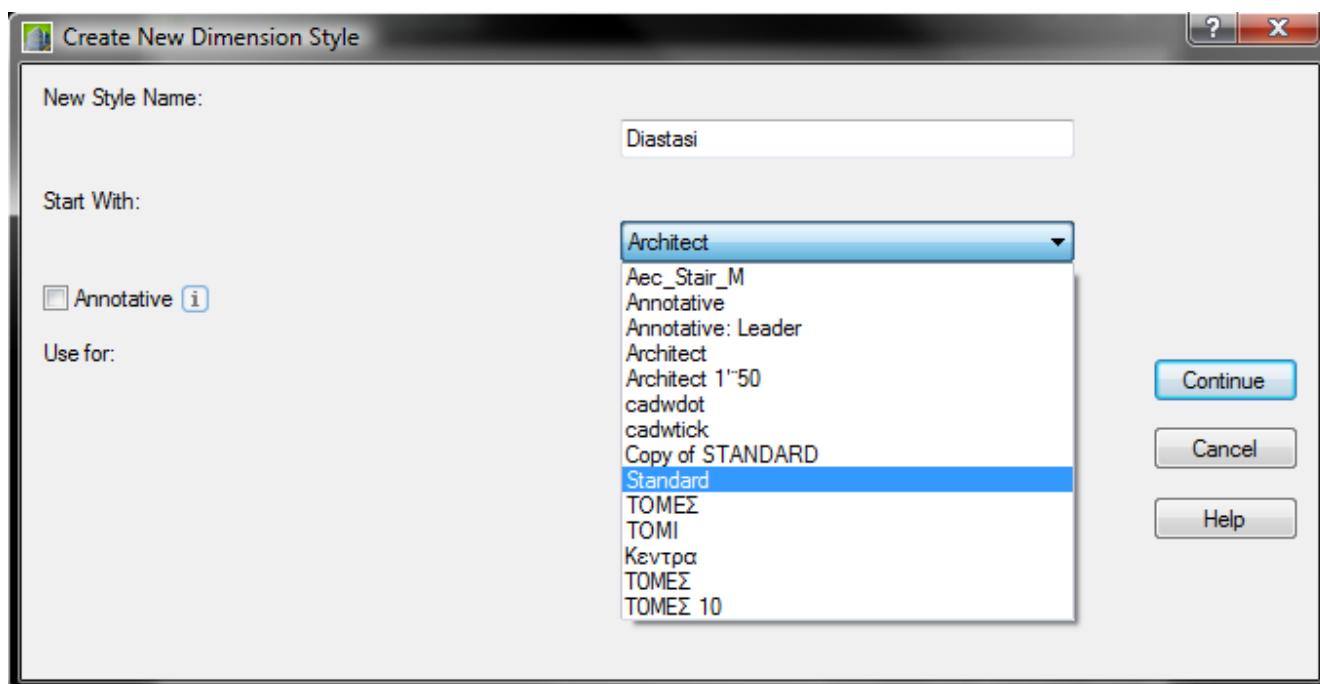 Create New Dimension Style
?
X
New Style Name:
Diastasi
Start With:
Architect
Annotative i
Use for:
Aec_Stair_M
Annotative
Annotative: Leader
Architect
Architect 1'¨50
cadwdot
cadwtick
Copy of STANDARD
Standard
ΤΟΜΕΣ
TOMI
Κεντρα
ΤΟΜΕΣ
ΤΟΜΕΣ 10
Continue
Cancel
Help